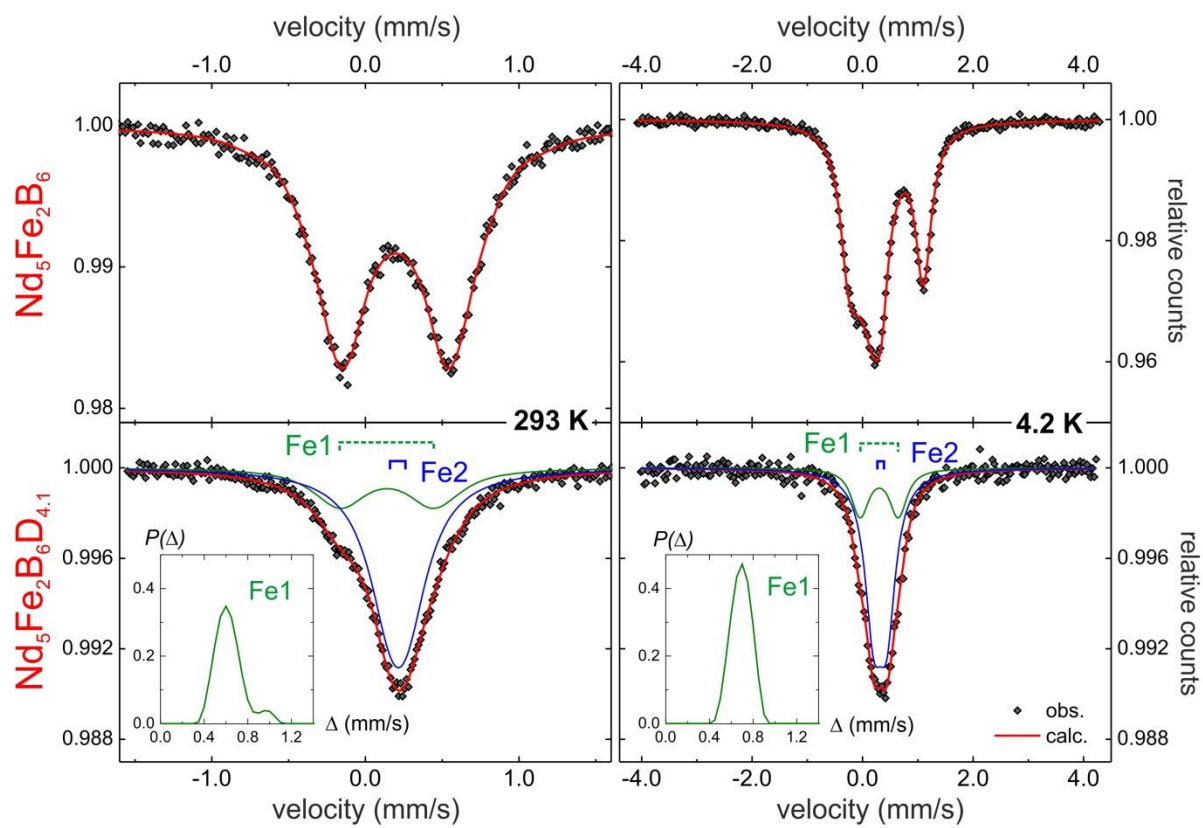 velocity (mm/s) velocity (mm/s)
-1.0 0.0 1.0 -4.0 -2.0 0.0 2.0 4.0
Nd₅Fe₂B₆
1.00
0.99
0.98
1.00
0.98
0.96
relative counts
293 K
4.2 K
Nd₅Fe₂B₆D₄.₁
1.000
0.996
0.992
0.988
Fe1
Fe2
P(Δ)
0.4
0.2
0.0
Fe1
0.0 0.4 0.8 1.2 Δ (mm/s)
Fe1
Fe2
P(Δ)
0.4
0.2
0.0
Fe1
0.0 0.4 0.8 1.2 Δ (mm/s)
1.000
0.996
0.992
0.988
relative counts
obs.
calc.
-1.0 0.0 1.0 -4.0 -2.0 0.0 2.0 4.0
velocity (mm/s) velocity (mm/s)